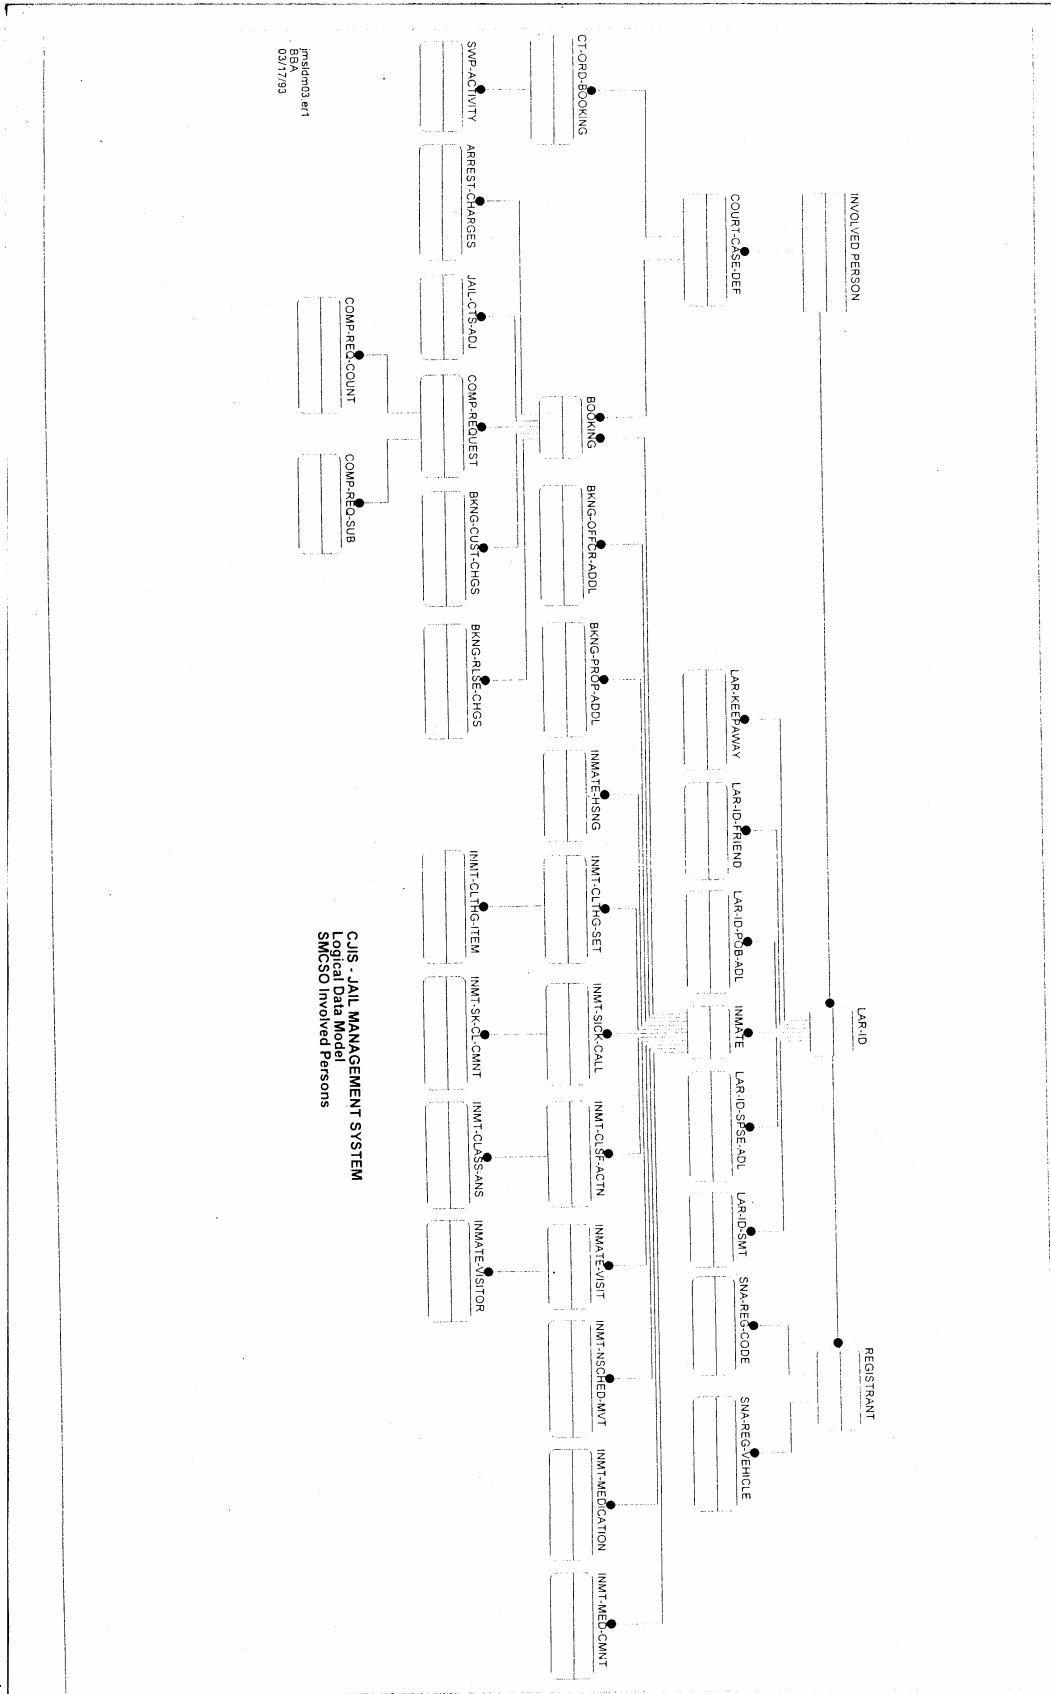 INVOLVED PERSON
LAR-ID
REGISTRANT
COURT-CASE-DEF
LAR-KEEPAWAY
LAR-ID-FRIEND
LAR-ID-POB-ADL
INMATE
LAR-ID-SPSE-ADL
LAR-ID-SMT
SNA-REG-CODE
SNA-REG-VEHICLE
CT-ORD-BOOKING
BOOKING
BKNG-OFFCR-ADDL
BKNG-PROP-ADDL
INMATE-HSNG
INMT-CLTHG-SET
INMT-SICK-CALL
INMT-CLSF-ACTN
INMATE-VISIT
INMT-NSCHED-MVT
INMT-MEDICATION
INMT-MED-CMNT
SWP-ACTIVITY
ARREST-CHARGES
JAIL-CTS-ADJ
COMP-REQUEST
BKNG-CUST-CHGS
BKNG-RLSE-CHGS
INMT-CLTHG-ITEM
INMT-SK-CL-CMNT
INMT-CLASS-ANS
INMATE-VISITOR
COMP-REQ-COUNT
COMP-REQ-SUB
jmsldm03.er1
BBA
03/17/93
CJIS - JAIL MANAGEMENT SYSTEM
Logical Data Model
SMCSO Involved Persons